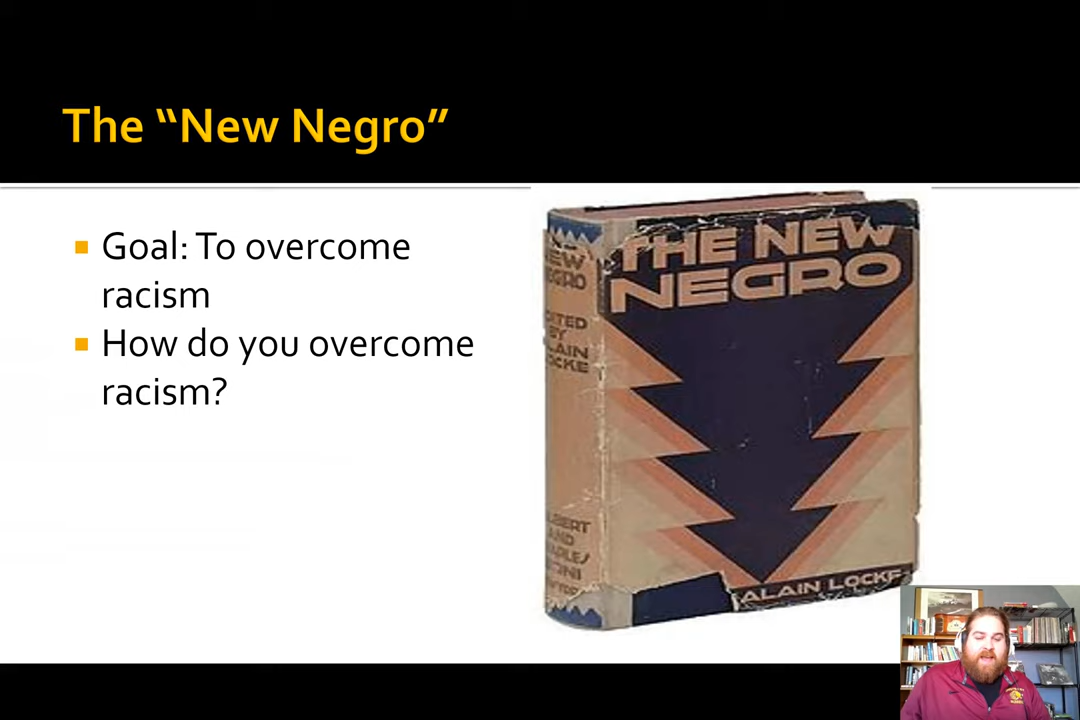 The “New Negro”
Goal: To overcome
racism
How do you overcome
racism?
THE NEW
NEGRO
ALAIN LOCKE
NEW
NEGRO
EDITED
BY
ALAIN
LOCKE
ALBERT
AND
CHARLES
BONI